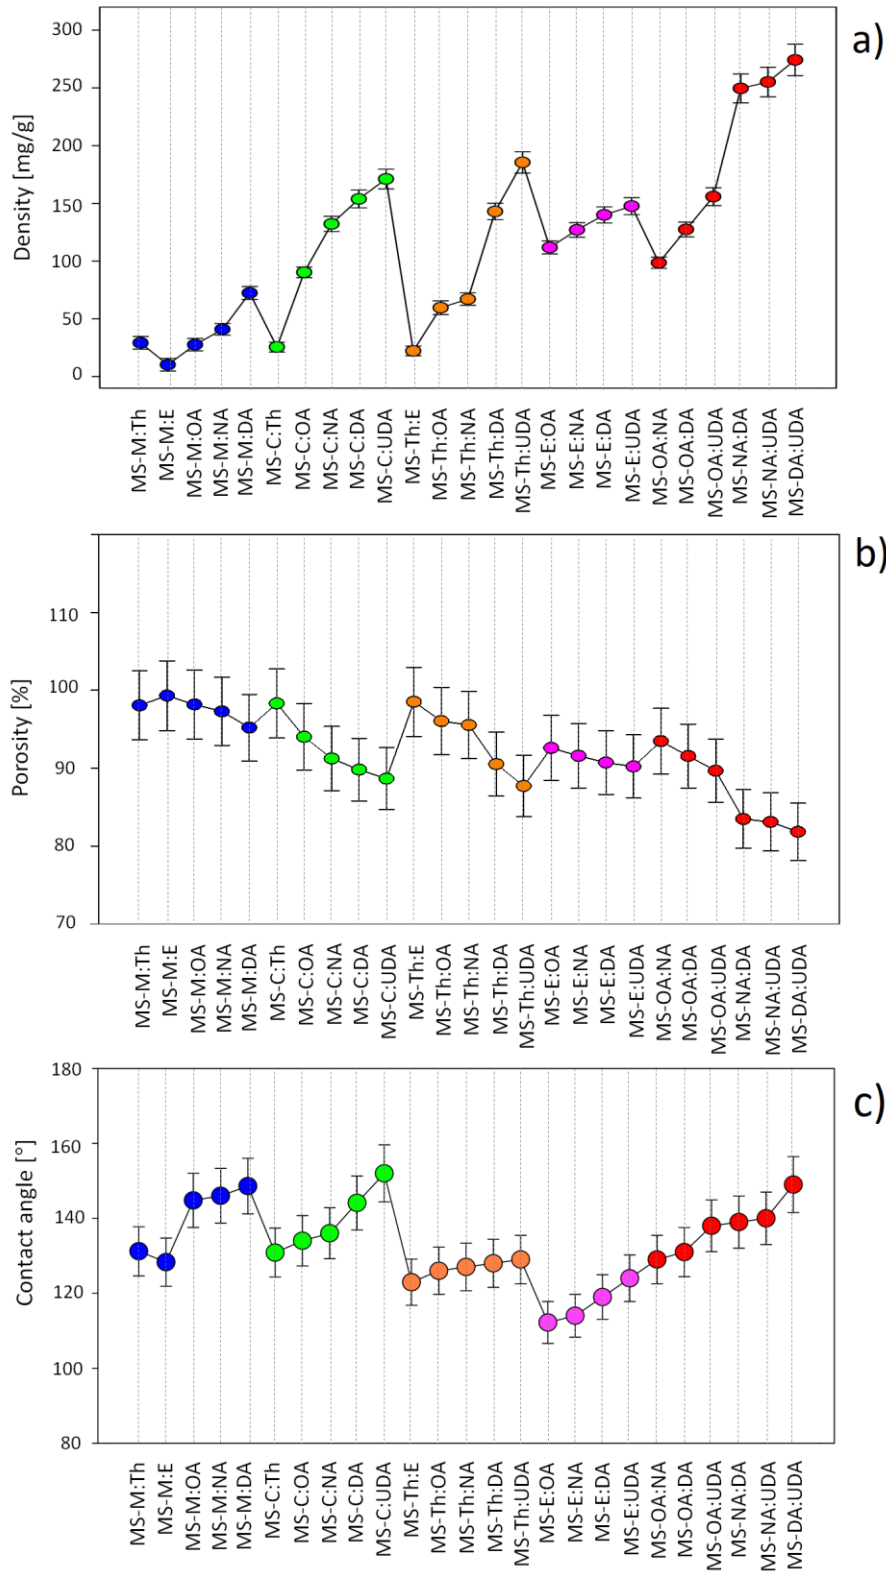 a)
Density [mg/g]
300
250
200
150
100
50
0
MS-M:Th
MS-M:E
MS-M:OA
MS-M:NA
MS-M:DA
MS-C:Th
MS-C:OA
MS-C:NA
MS-C:DA
MS-C:UDA
MS-Th:E
MS-Th:OA
MS-Th:NA
MS-Th:DA
MS-Th:UDA
MS-E:OA
MS-E:NA
MS-E:DA
MS-E:UDA
MS-OA:NA
MS-OA:DA
MS-OA:UDA
MS-NA:DA
MS-NA:UDA
MS-DA:UDA
b)
Porosity [%]
110
100
90
80
70
MS-M:Th
MS-M:E
MS-M:OA
MS-M:NA
MS-M:DA
MS-C:Th
MS-C:OA
MS-C:NA
MS-C:DA
MS-C:UDA
MS-Th:E
MS-Th:OA
MS-Th:NA
MS-Th:DA
MS-Th:UDA
MS-E:OA
MS-E:NA
MS-E:DA
MS-E:UDA
MS-OA:NA
MS-OA:DA
MS-OA:UDA
MS-NA:DA
MS-NA:UDA
MS-DA:UDA
c)
Contact angle [°]
180
160
140
120
100
80
MS-M:Th
MS-M:E
MS-M:OA
MS-M:NA
MS-M:DA
MS-C:Th
MS-C:OA
MS-C:NA
MS-C:DA
MS-C:UDA
MS-Th:E
MS-Th:OA
MS-Th:NA
MS-Th:DA
MS-Th:UDA
MS-E:OA
MS-E:NA
MS-E:DA
MS-E:UDA
MS-OA:NA
MS-OA:DA
MS-OA:UDA
MS-NA:DA
MS-NA:UDA
MS-DA:UDA